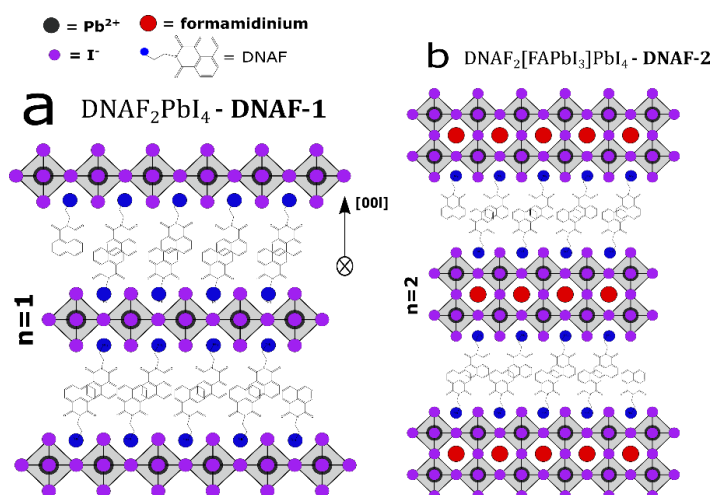 = Pb²⁺
= formamidinium
= I⁻
= DNAF
a
DNAF₂PbI₄ - DNAF-1
b
DNAF₂[FAPbI₃]PbI₄ - DNAF-2
[00l]
n=1
n=2